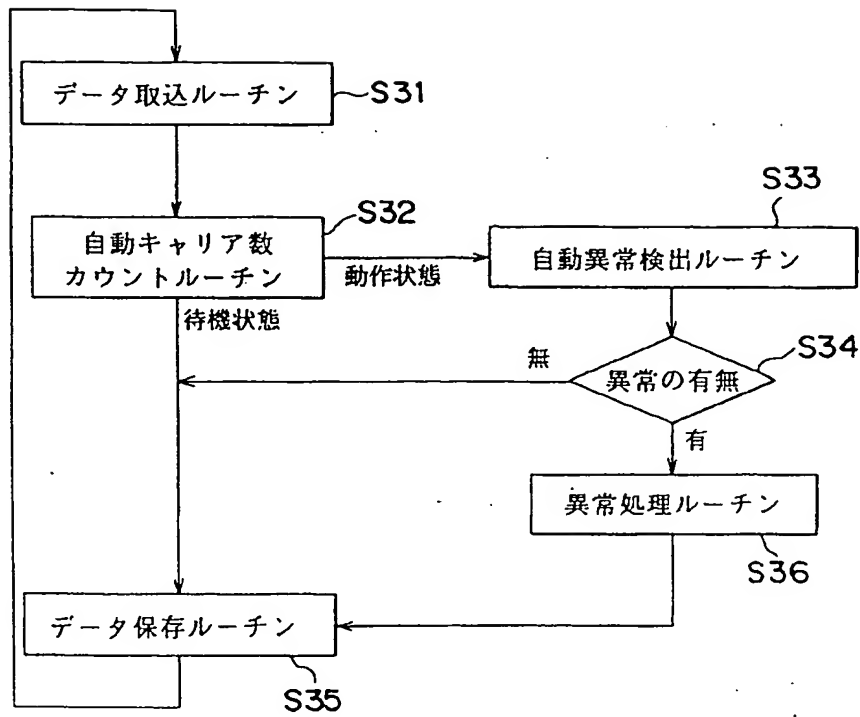 データ取込ルーチン
S31
自動キャリア数
カウントルーチン
S32
動作状態
待機状態
S33
自動異常検出ルーチン
異常の有無
S34
無
有
異常処理ルーチン
S36
データ保存ルーチン
S35